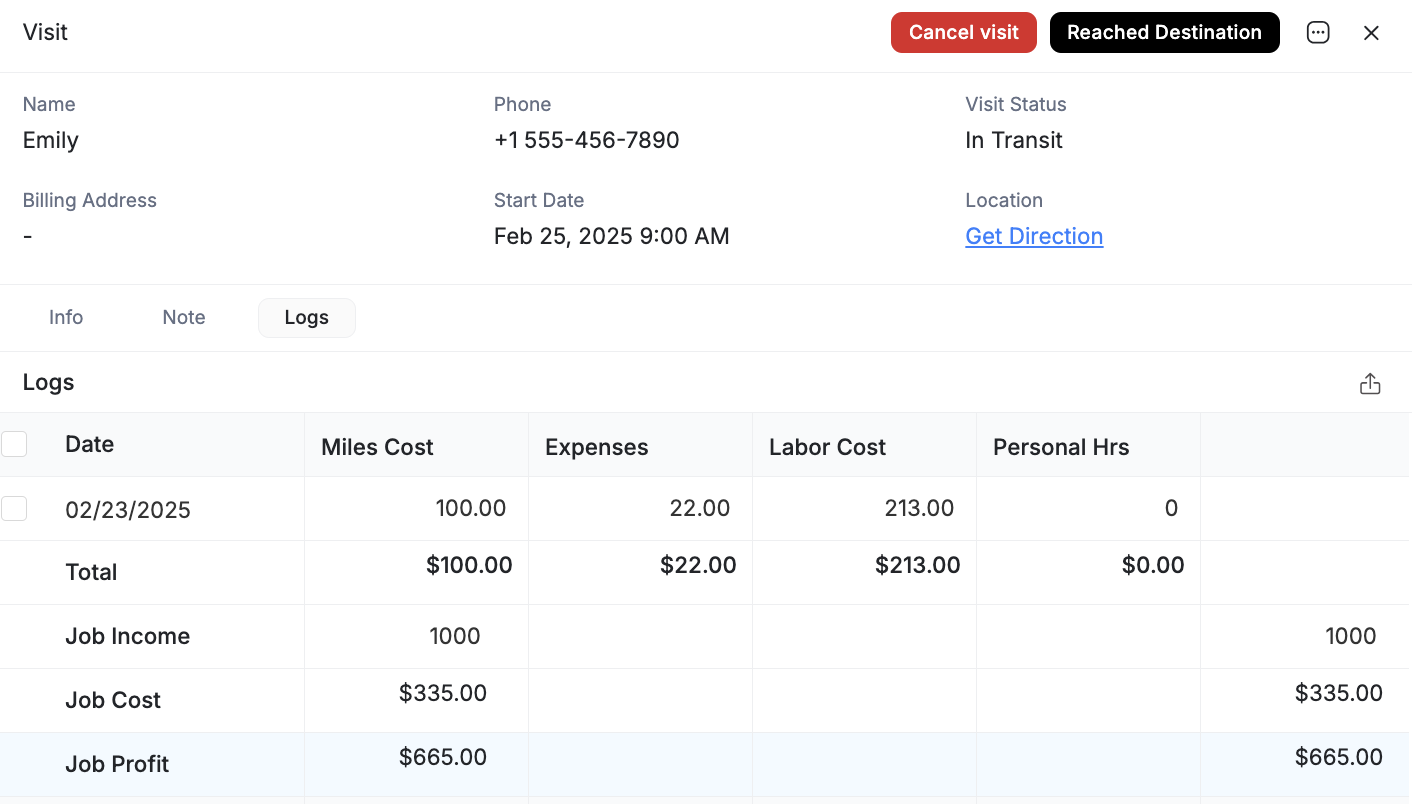 Visit
Cancel visit
Reached Destination
Name
Phone
Visit Status
Emily
+1 555-456-7890
In Transit
Billing Address
Start Date
Location
-
Feb 25, 2025 9:00 AM
Get Direction
Info
Note
Logs
Logs
Date Miles Cost Expenses Labor Cost Personal Hrs
02/23/2025 100.00 22.00 213.00 0
Total $100.00 $22.00 $213.00 $0.00
Job Income 1000 1000
Job Cost $335.00 $335.00
Job Profit $665.00 $665.00